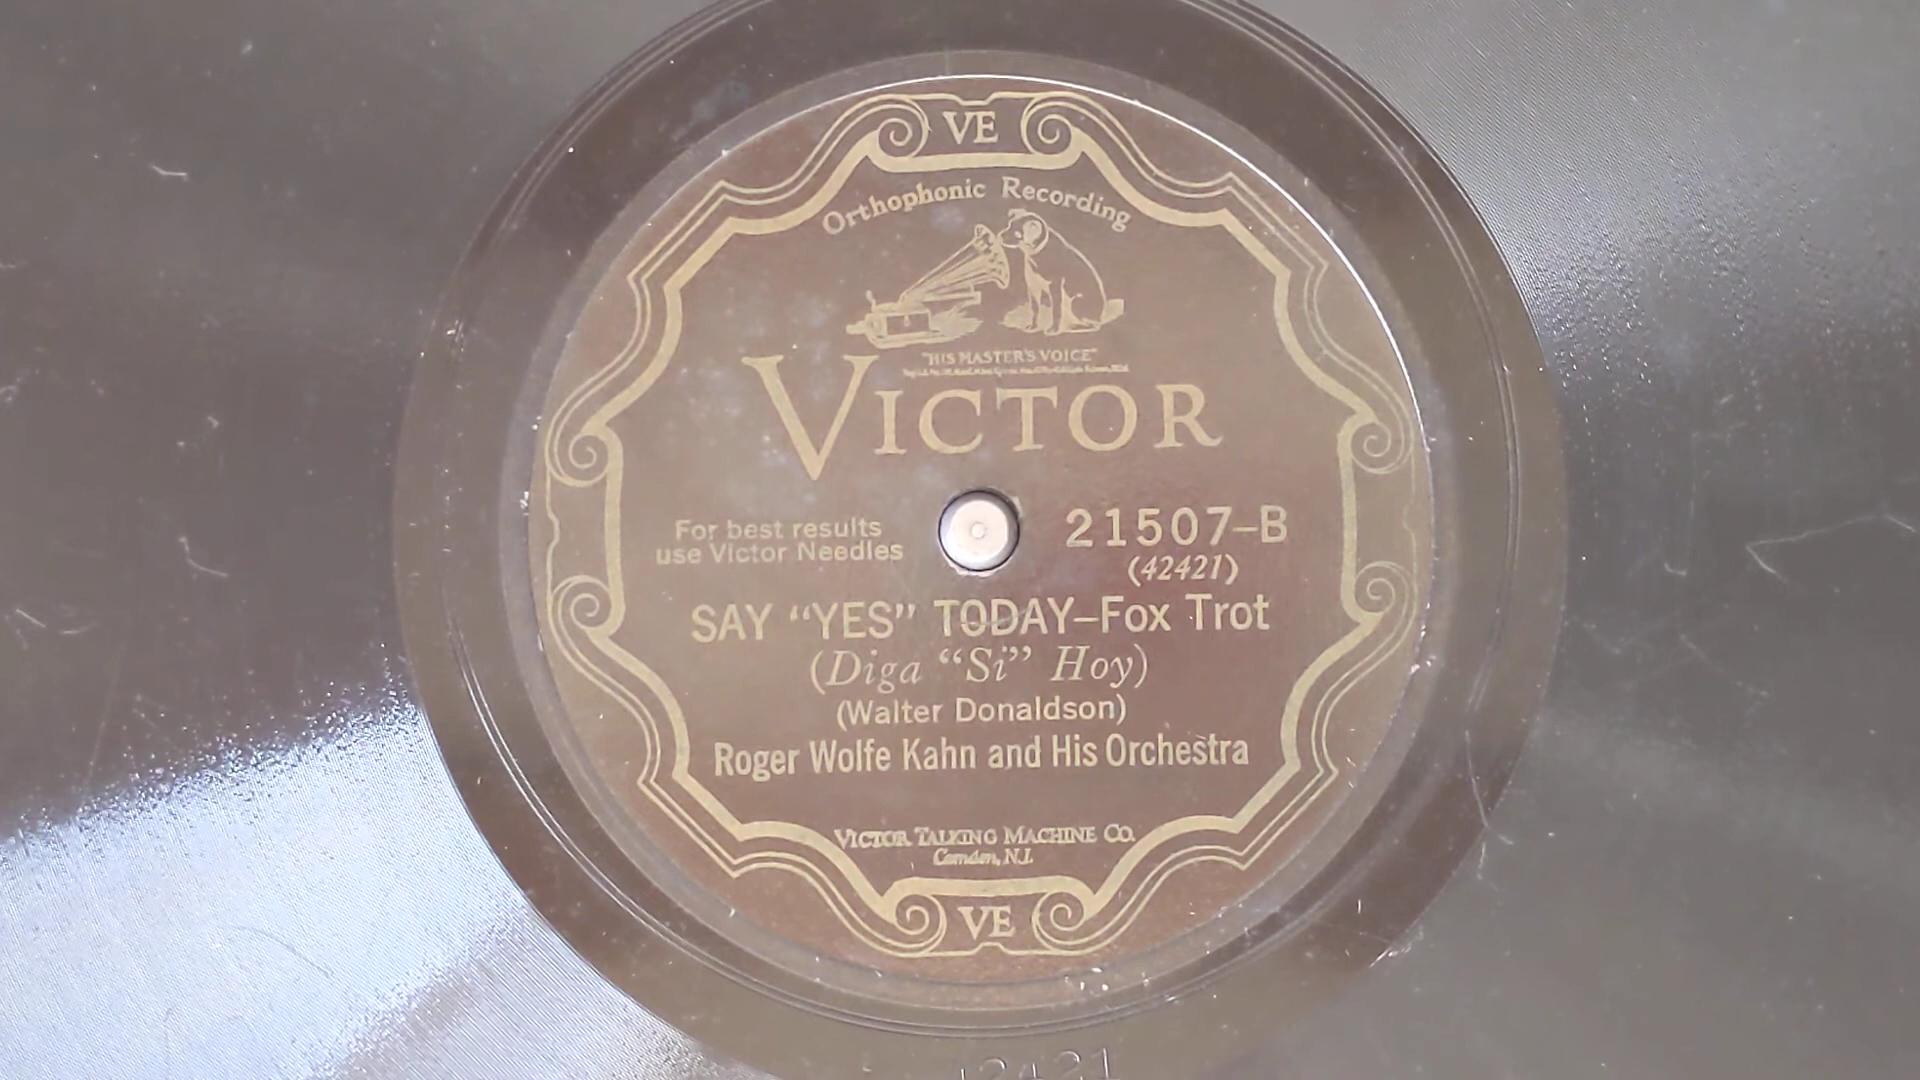 VE
Orthophonic Recording
"HIS MASTER'S VOICE"
VICTOR
For best results
use Victor Needles
21507-B
(42421)
SAY "YES" TODAY-Fox Trot
(Diga "Si" Hoy)
(Walter Donaldson)
Roger Wolfe Kahn and His Orchestra
VICTOR TALKING MACHINE CO.
Camden, N.J.
VE
2421